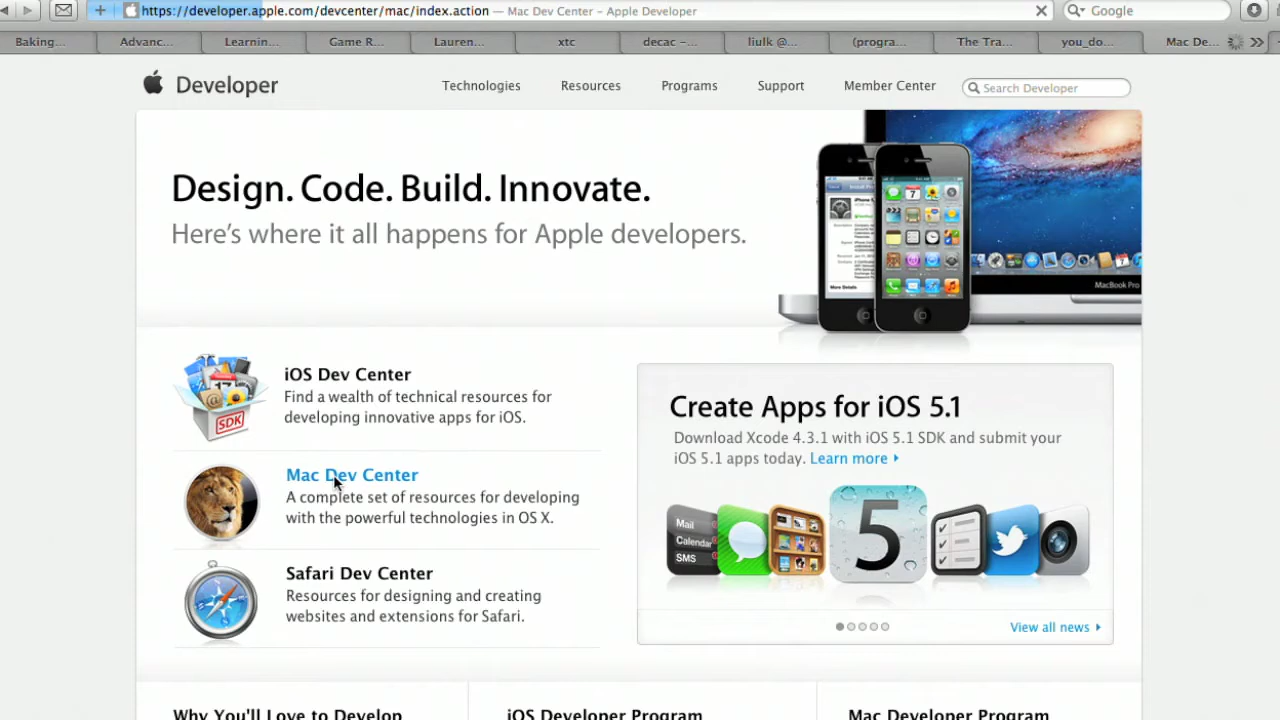 https://developer.apple.com/devcenter/mac/index.action — Mac Dev Center – Apple Developer
Google
Baking...
Advanc...
Learnin...
Game R...
Lauren...
xtc
decac –...
liulk @...
(progra...
The Tra...
you_do...
Mac De...
Developer
Technologies
Resources
Programs
Support
Member Center
Search Developer
Design. Code. Build. Innovate.
Here's where it all happens for Apple developers.
MacBook Pro
iOS Dev Center
Find a wealth of technical resources for
developing innovative apps for iOS.
SDK
Mac Dev Center
A complete set of resources for developing
with the powerful technologies in OS X.
Safari Dev Center
Resources for designing and creating
websites and extensions for Safari.
Create Apps for iOS 5.1
Download Xcode 4.3.1 with iOS 5.1 SDK and submit your
iOS 5.1 apps today. Learn more
Mail
Calendar
SMS
5
View all news
Why You'll Love to Develop
iOS Developer Program
Mac Developer Program